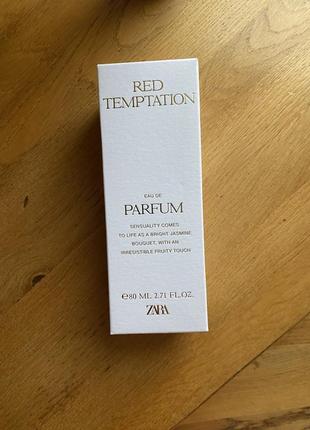 RED
TEMPTATION
EAU DE
PARFUM
SENSUALITY COMES
TO LIFE AS A BRIGHT JASMINE
BOUQUET, WITH AN
IRRESISTIBLE FRUITY TOUCH
℮80 ML 2.71 FL.OZ.
ZARA